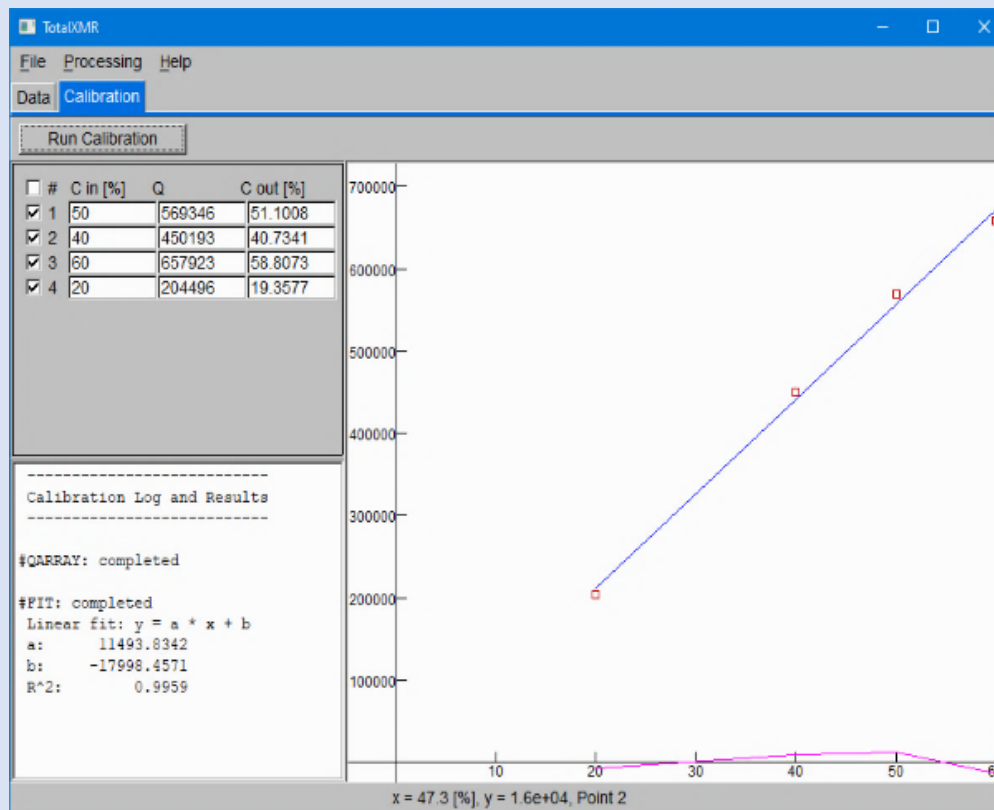 TotalXMR
File Processing Help
Data Calibration
Run Calibration
# C in [%] Q C out [%]
1 50 569346 51.1008
2 40 450193 40.7341
3 60 657923 58.8073
4 20 204496 19.3577
---------------------------
Calibration Log and Results
---------------------------
#QARRAY: completed
#FIT: completed
Linear fit: y = a * x + b
a: 11493.8342
b: -17998.4571
R^2: 0.9959
700000
600000
500000
400000
300000
200000
100000
10 20 30 40 50
x = 47.3 [%], y = 1.6e+04, Point 2